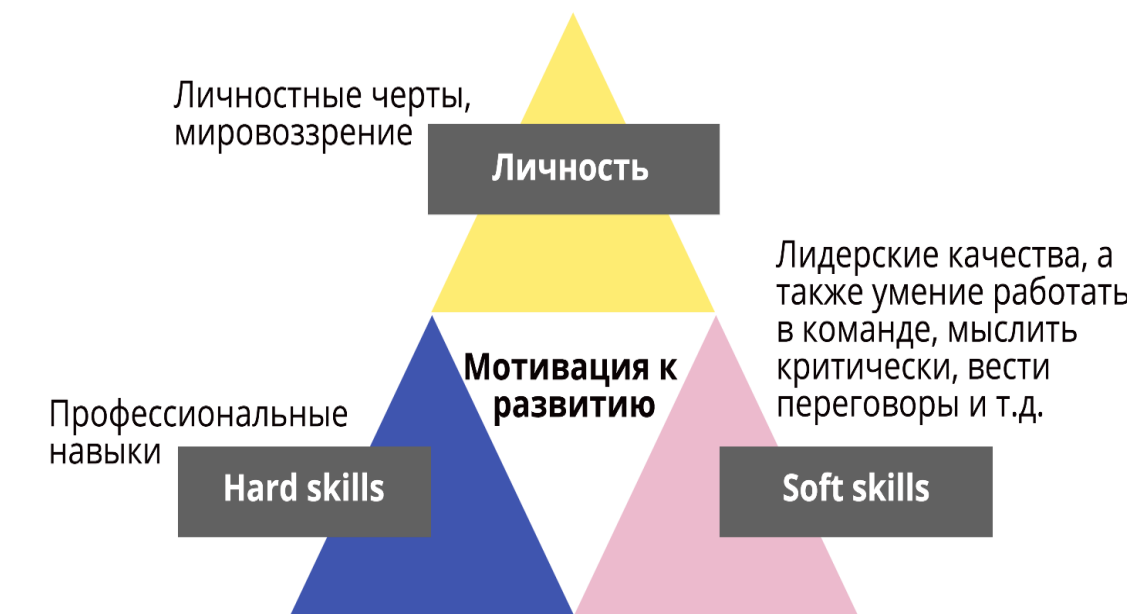 Личностные черты,
мировоззрение
Личность
Лидерские качества, а
также умение работать
в команде, мыслить
критически, вести
переговоры и т.д.
Мотивация к
развитию
Профессиональные
навыки
Hard skills
Soft skills